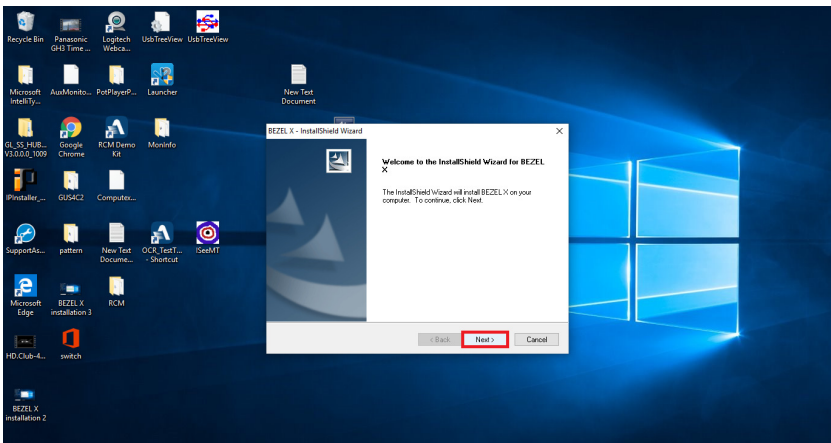 Recycle Bin
Panasonic
GH3 Time ...
Logitech
Webca...
UsbTreeView
UsbTreeView
Microsoft
IntelliTy...
AuxMonito...
PotPlayerP...
Launcher
New Text
Document
GL_SS_HUB...
V3.0.0.0_1009
Google
Chrome
RCM Demo
Kit
MonInfo
IPInstaller_...
GUS4C2
Computex...
SupportAs...
pattern
New Text
Docume...
OCR_TestT...
- Shortcut
ISeeMT
Microsoft
Edge
BEZEL X
installation 3
RCM
HD.Club-4...
switch
BEZEL X
installation 2
BEZEL X - InstallShield Wizard
Welcome to the InstallShield Wizard for BEZEL
X
The InstallShield Wizard will install BEZEL X on your
computer. To continue, click Next.
< Back
Next >
Cancel